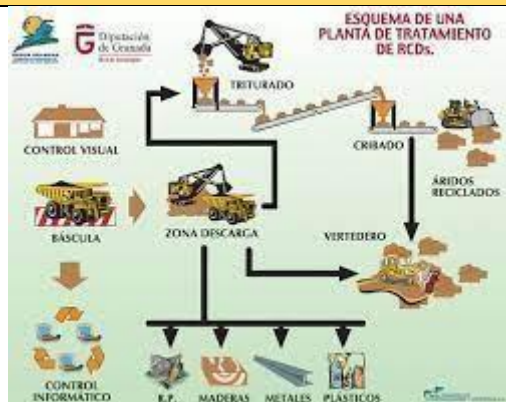 Diputación
de Granada
ESQUEMA DE UNA
PLANTA DE TRATAMIENTO
DE RCDs.
TRITURADO
CONTROL VISUAL
CRIBADO
ÁRIDOS
RECICLADOS
BÁSCULA
ZONA DESCARGA
VERTEDERO
CONTROL
INFORMÁTICO
R.P.
MADERAS
METALES
PLÁSTICOS